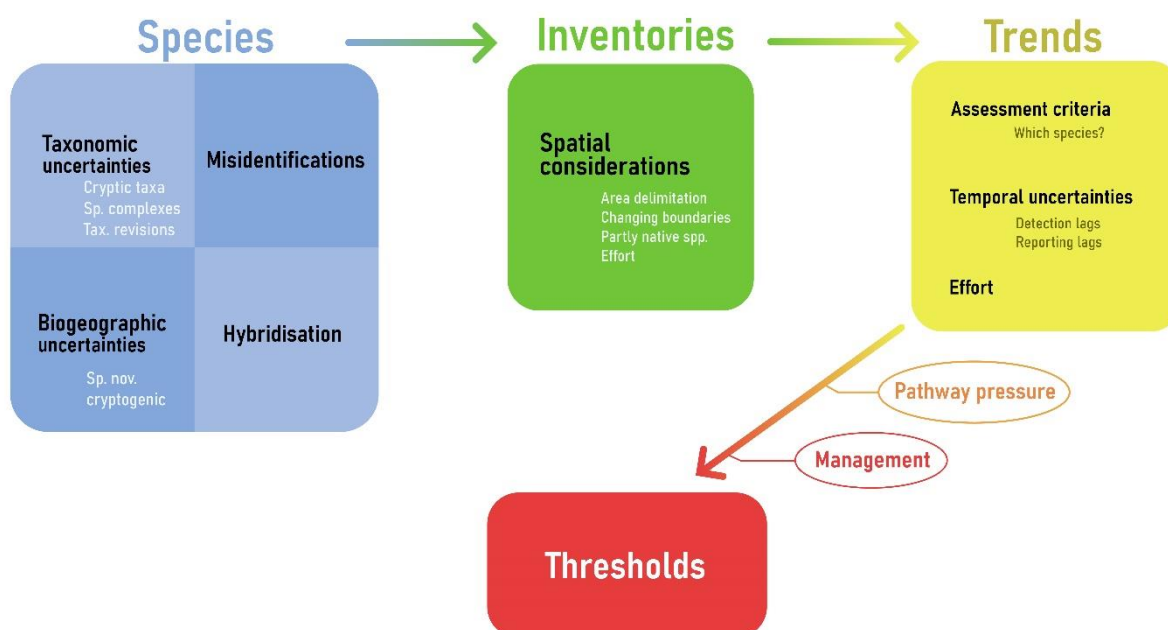 Species
Inventories
Trends
Taxonomic
uncertainties
Cryptic taxa
Sp. complexes
Tax. revisions
Misidentifications
Biogeographic
uncertainties
Sp. nov.
cryptogenic
Hybridisation
Spatial
considerations
Area delimitation
Changing boundaries
Partly native spp.
Effort
Assessment criteria
Which species?
Temporal uncertainties
Detection lags
Reporting lags
Effort
Pathway pressure
Management
Thresholds